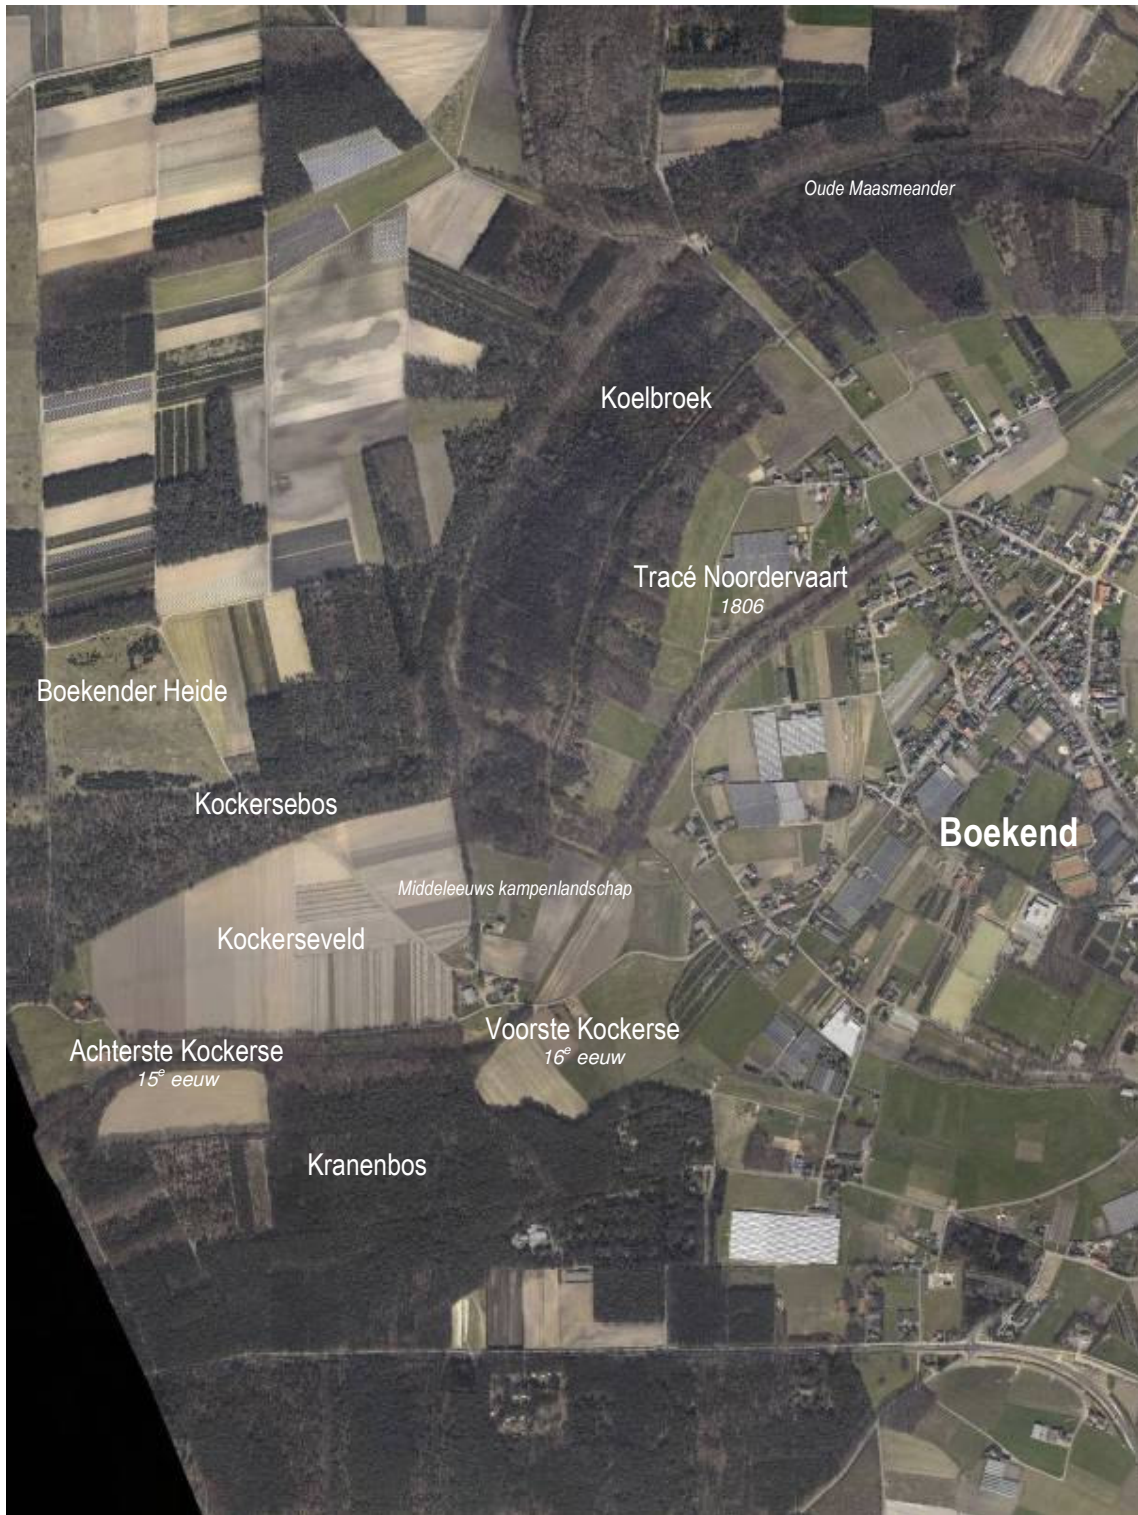 Oude Maasmeander
Koelbroek
Tracé Noordervaart
1806
Boekender Heide
Kockersebos
Boekend
Middeleeuws kampenlandschap
Kockerseveld
Voorste Kockerse
16e eeuw
Achterste Kockerse
15e eeuw
Kranenbos